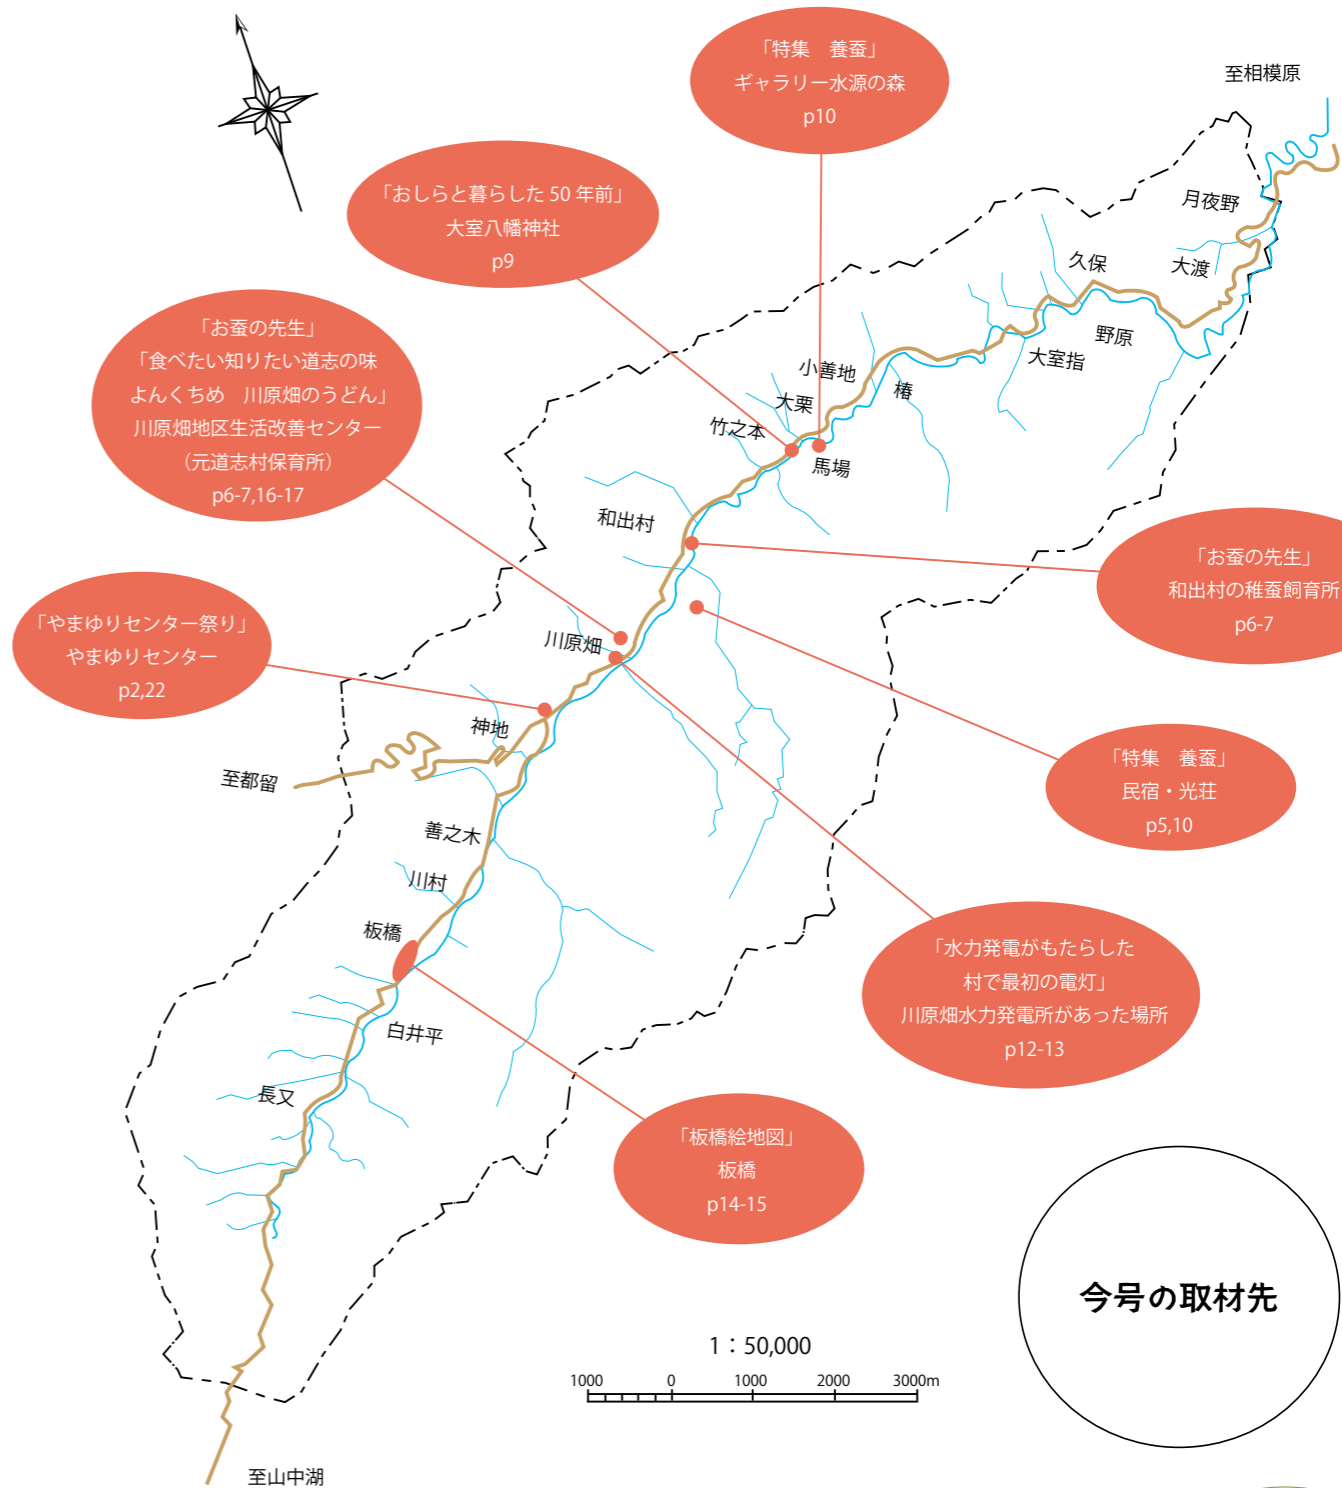 「特集　養蚕」
ギャラリー水源の森
p10
至相模原
「おしらと暮らした 50 年前」
大室八幡神社
p9
月夜野
大渡
久保
野原
大室指
「お蚕の先生」
「食べたい知りたい道志の味
よんくちめ　川原畑のうどん」
川原畑地区生活改善センター
（元道志村保育所）
p6-7,16-17
小善地
椿
大栗
竹之本
馬場
和出村
「お蚕の先生」
和出村の稚蚕飼育所
p6-7
「やまゆりセンター祭り」
やまゆりセンター
p2,22
川原畑
神地
至都留
「特集　養蚕」
民宿・光荘
p5,10
善之木
川村
板橋
「水力発電がもたらした
村で最初の電灯」
川原畑水力発電所があった場所
p12-13
白井平
長又
「板橋絵地図」
板橋
p14-15
今号の取材先
1：50,000
1000 0 1000 2000 3000m
至山中湖